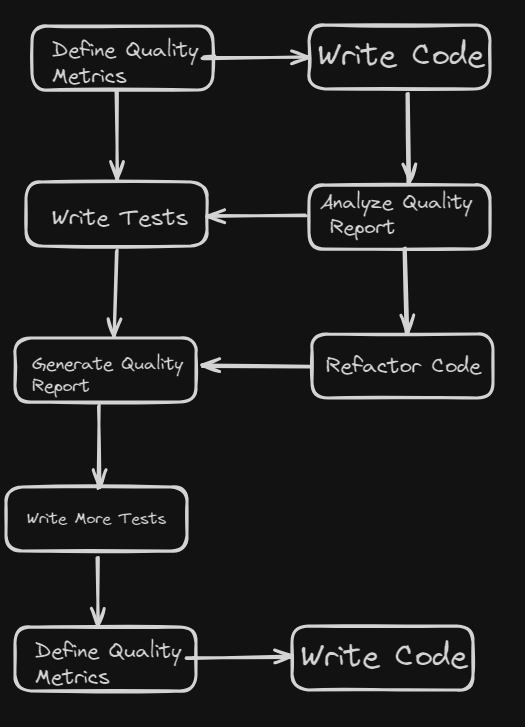 Define Quality
Metrics
Write Code
Write Tests
Analyze Quality
Report
Generate Quality
Report
Refactor Code
Write More Tests
Define Quality
Metrics
Write Code